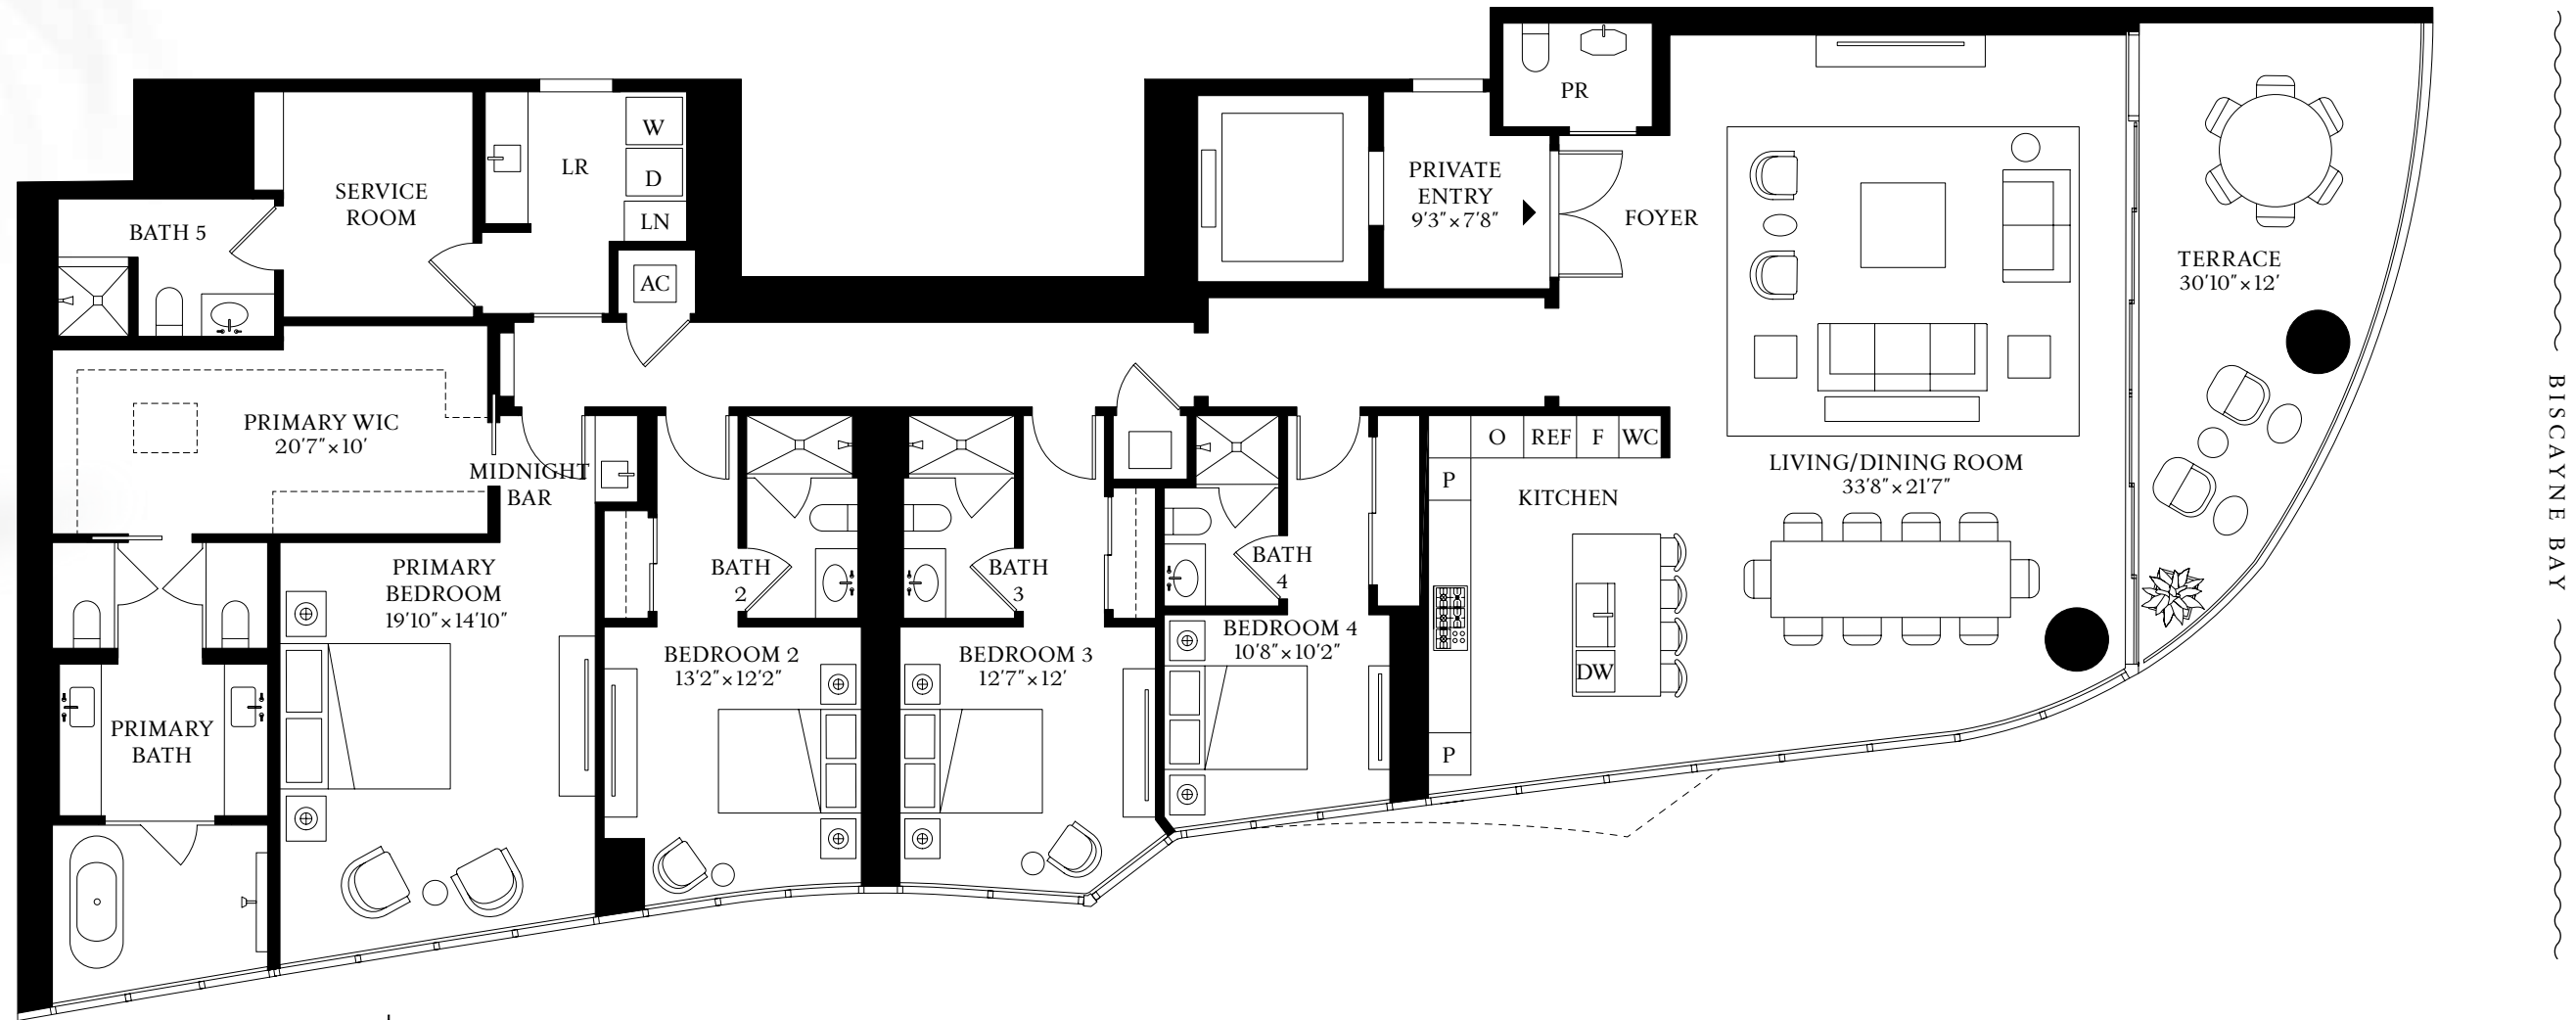 PR
W
D
LN
LR
AC
SERVICE
ROOM
BATH 5
PRIVATE
ENTRY
9'3"×7'8"
FOYER
TERRACE
30'10"×12'
BISCAYNE BAY
PRIMARY WIC
20'7"×10'
MIDNIGHT
BAR
O
REF
F
WC
P
KITCHEN
LIVING/DINING ROOM
33'8"×21'7"
PRIMARY
BEDROOM
19'10"×14'10"
BATH
2
BATH
3
BATH
4
BEDROOM 2
13'2"×12'2"
BEDROOM 3
12'7"×12'
BEDROOM 4
10'8"×10'2"
DW
PRIMARY
BATH
P